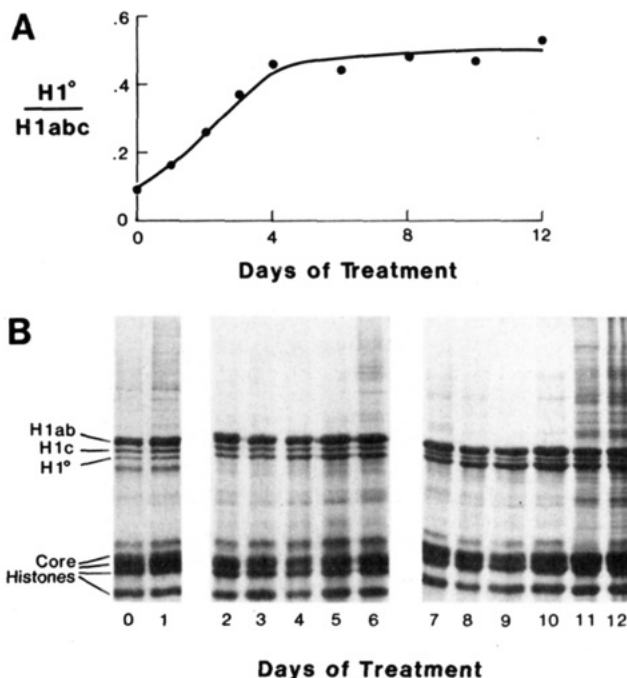 A
H1°
H1abc
.6
.4
.2
0
0 4 8 12
Days of Treatment
B
H1ab
H1c
H1°
Core
Histones
0 1 2 3 4 5 6 7 8 9 10 11 12
Days of Treatment